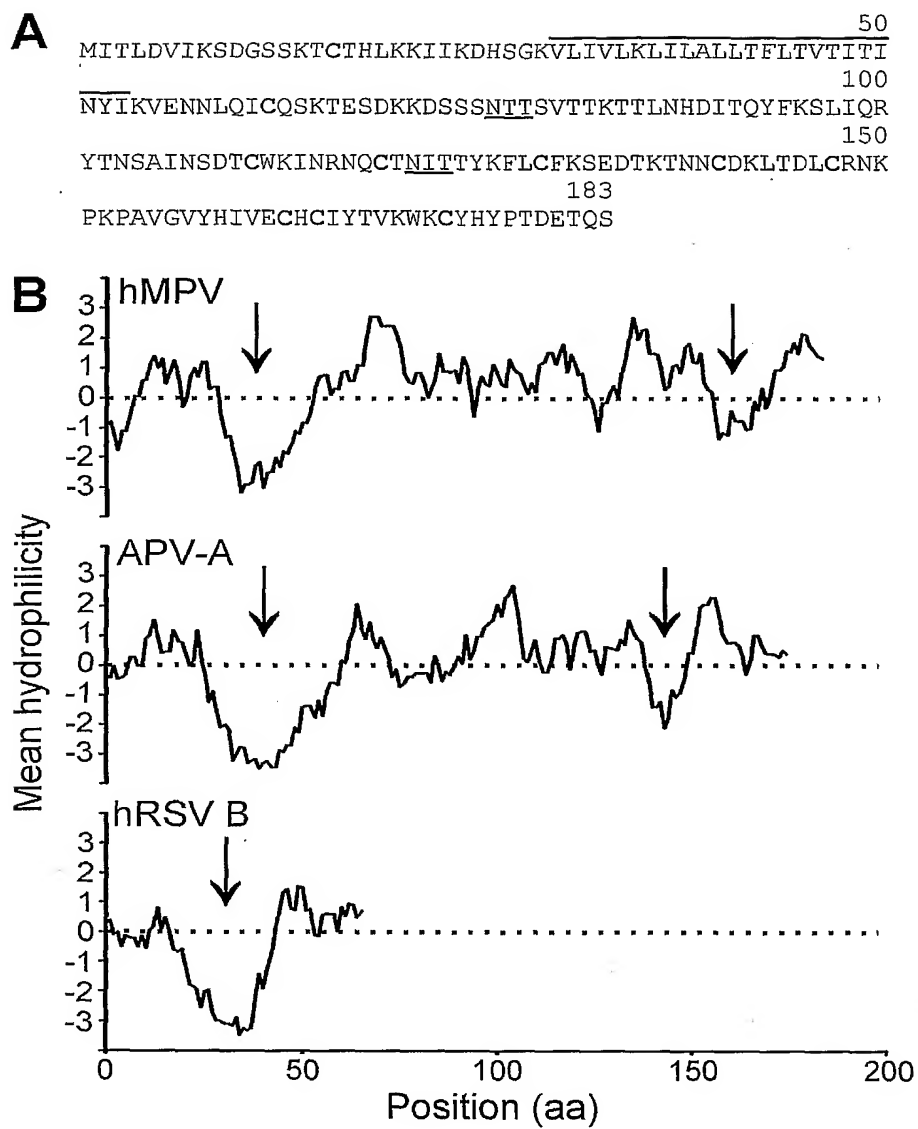 A
50
MITLDVIKSDGSSKTCTHLKKIIKDHSGKVLIVLKLILALLTFLTVTITI
100
NYIKVENNLQICQSKTESDKKDSSSNTTSVTTKTTLNHDITQYFKSLIQR
150
YTNSAINSDTCWKINRNQCTNITTYKFLCFKSEDTKTNNCDKLTDLCRNK
183
PKPAVGVYHIVECHCIYTVKWKCYHYPTDETQS
B
hMPV
3
2
1
0
-1
-2
-3
APV-A
3
2
1
0
-1
-2
-3
hRSV B
3
2
1
0
-1
-2
-3
Mean hydrophilicity
0 50 100 150 200
Position (aa)